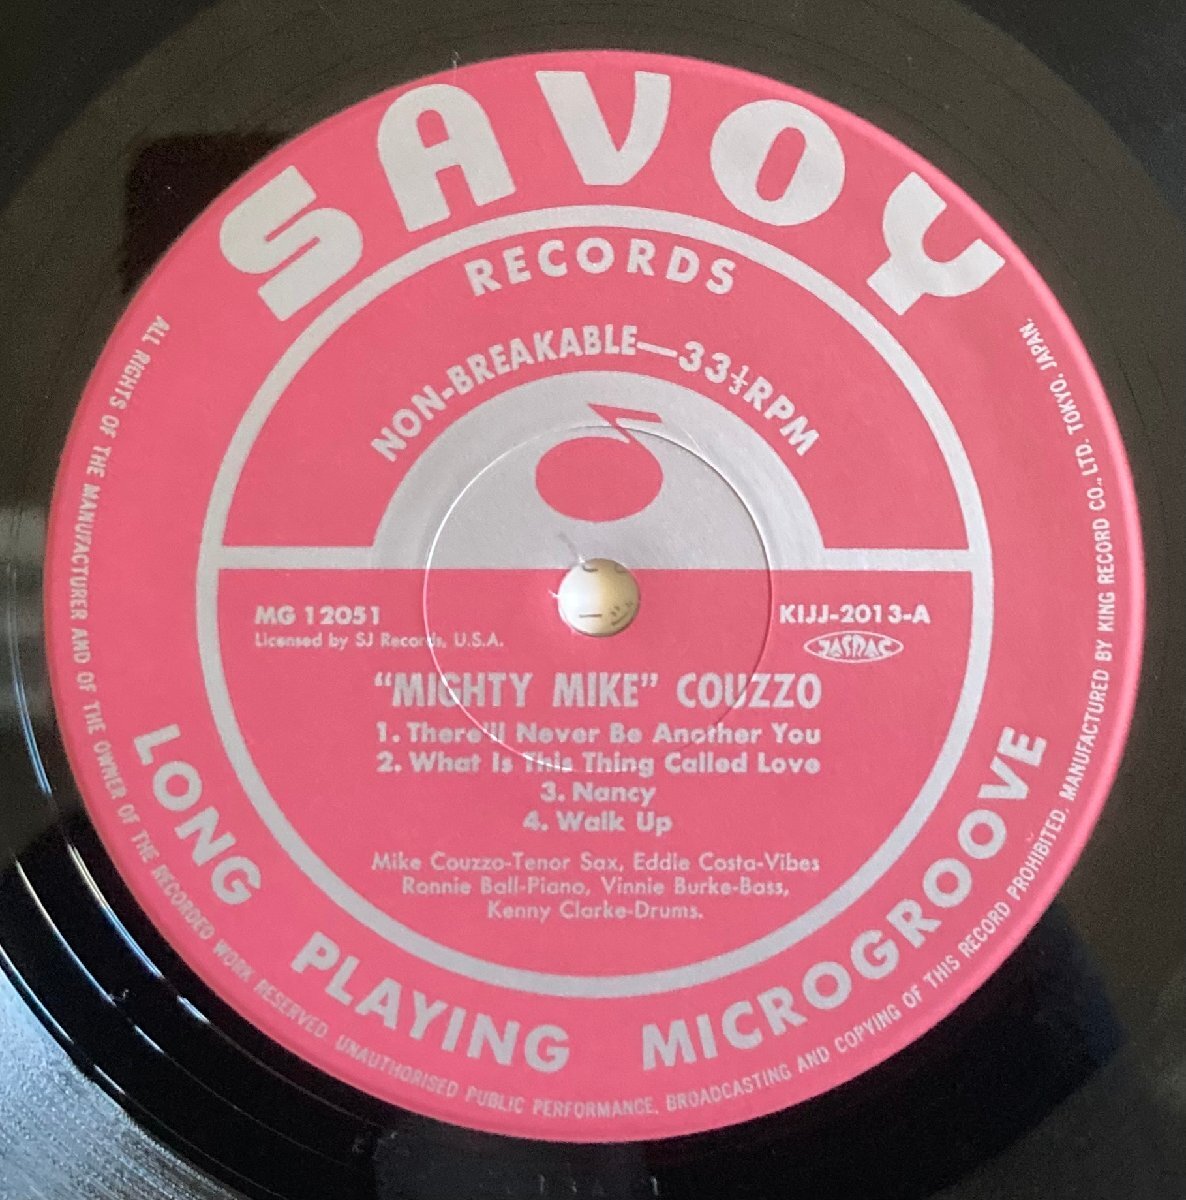 SAVOY
RECORDS
NON-BREAKABLE—33⅓RPM
MG 12051
KIJJ-2013-A
Licensed by SJ Records, U.S.A.
JASRAC
“MIGHTY MIKE” COUZZO
1. There'll Never Be Another You
2. What Is This Thing Called Love
3. Nancy
4. Walk Up
Mike Couzzo-Tenor Sax, Eddie Costa-Vibes
Ronnie Ball-Piano, Vinnie Burke-Bass,
Kenny Clarke-Drums.
LONG PLAYING MICROGROOVE
ALL RIGHTS OF THE MANUFACTURER AND OF THE OWNER OF THE RECORDED WORK RESERVED. UNAUTHORISED PUBLIC PERFORMANCE, BROADCASTING AND COPYING OF THIS RECORD PROHIBITED. MANUFACTURED BY KING RECORD CO., LTD. TOKYO, JAPAN.